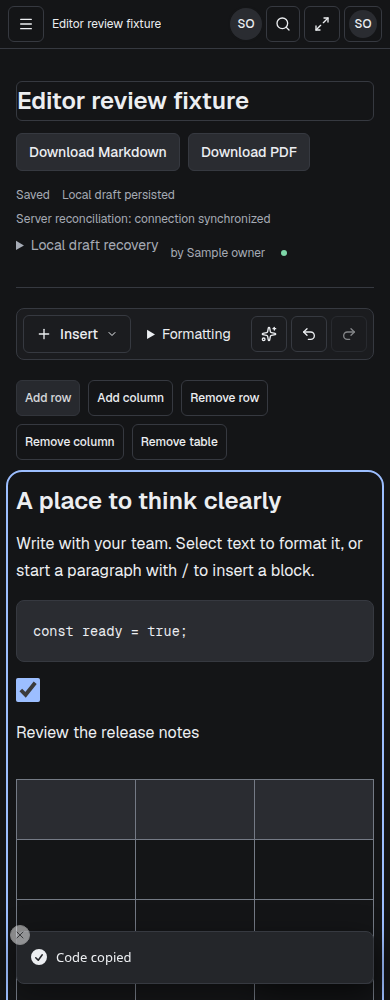 Editor review fixture
SO
SO
Editor review fixture
Download Markdown
Download PDF
Saved Local draft persisted
Server reconciliation: connection synchronized
Local draft recovery
by Sample owner
Insert
Formatting
Add row
Add column
Remove row
Remove column
Remove table
A place to think clearly
Write with your team. Select text to format it, or
start a paragraph with / to insert a block.
const ready = true;
Review the release notes
Code copied